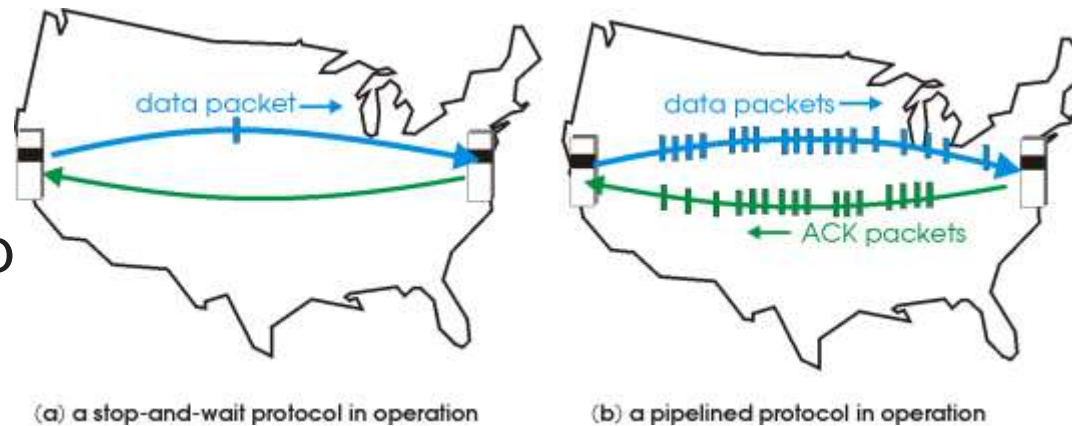 data packet
data packets
ACK packets
(a) a stop-and-wait protocol in operation
(b) a pipelined protocol in operation